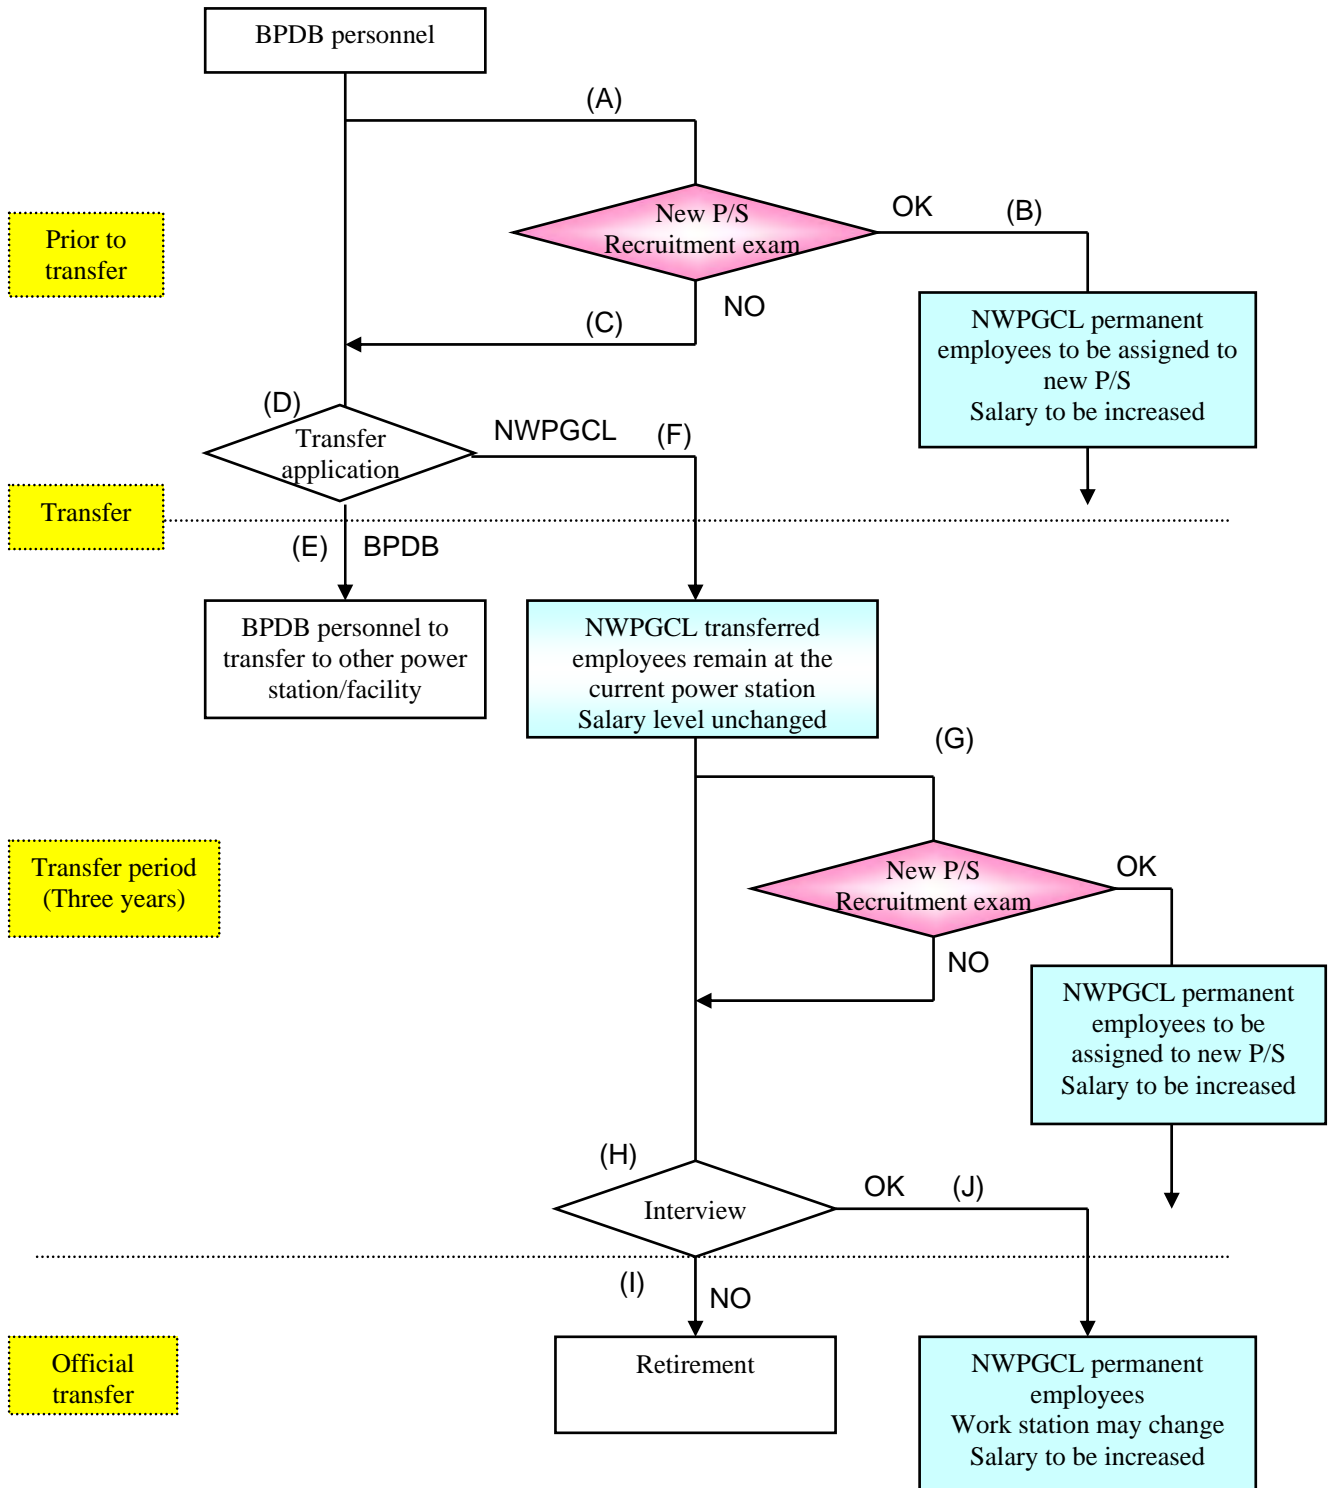 BPDB personnel
(A)
New P/S
Recruitment exam
OK
(B)
Prior to
transfer
NO
(C)
NWPGCL permanent
employees to be assigned to
new P/S
Salary to be increased
(D)
Transfer
application
NWPGCL
(F)
Transfer
(E)
BPDB
BPDB personnel to
transfer to other power
station/facility
NWPGCL transferred
employees remain at the
current power station
Salary level unchanged
(G)
Transfer period
(Three years)
New P/S
Recruitment exam
OK
NO
NWPGCL permanent
employees to be
assigned to new P/S
Salary to be increased
(H)
Interview
OK
(J)
(I)
NO
Official
transfer
Retirement
NWPGCL permanent
employees
Work station may change
Salary to be increased